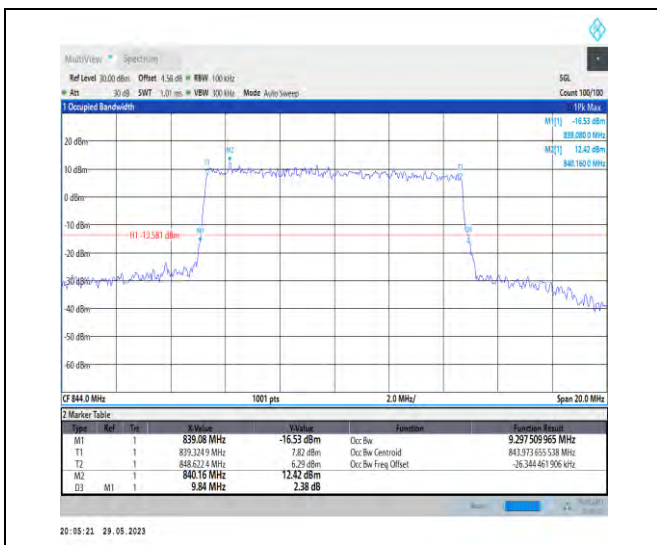 MultiView Spectrum
Ref Level 30.00 dBm Offset 4.58 dB RBW 100 kHz SGL
Att 30 dB SWT 1.01 ms VBW 300 kHz Mode Auto Sweep Count 100/100
1 Occupied Bandwidth 1Pk Max
M1[1] -16.53 dBm
839.080 0 MHz
M2[1] 12.42 dBm
840.160 0 MHz
20 dBm
M2
T1
10 dBm
0 dBm
-10 dBm
H1 -13.581 dBm
M1
-20 dBm
-30 dBm
-40 dBm
-50 dBm
-60 dBm
CF 844.0 MHz 1001 pts 2.0 MHz/ Span 20.0 MHz
2 Marker Table
Type Ref Trc X-Value Y-Value Function Function Result
M1 1 839.08 MHz -16.53 dBm Occ Bw 9.297 509 965 MHz
T1 1 839.324 9 MHz 7.82 dBm Occ Bw Centroid 843.973 655 538 MHz
T2 1 848.622 4 MHz 6.29 dBm Occ Bw Freq Offset -26.344 461 906 kHz
M2 1 840.16 MHz 12.42 dBm
D3 M1 1 9.84 MHz 2.38 dB
20:05:21 29.05.2023